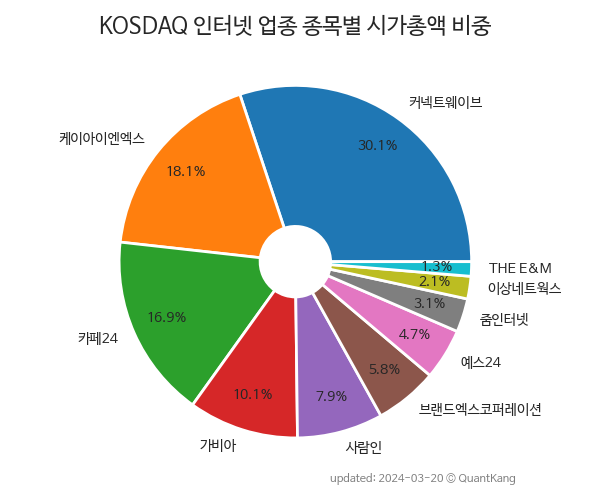 KOSDAQ 인터넷 업종 종목별 시가총액 비중
커넥트웨이브
30.1%
케이아이엔엑스
18.1%
카페24
16.9%
가비아
10.1%
사람인
7.9%
브랜드엑스코퍼레이션
5.8%
예스24
4.7%
줌인터넷
3.1%
이상네트웍스
2.1%
THE E&M
1.3%
updated: 2024-03-20 © QuantKang